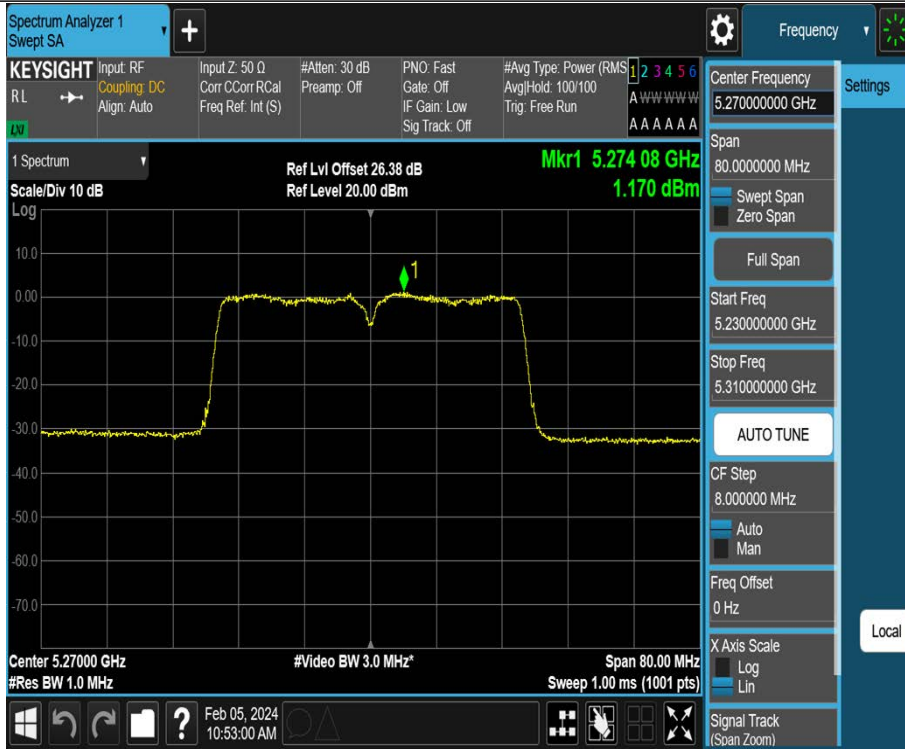 Spectrum Analyzer 1
Swept SA
+
Frequency
KEYSIGHT
RL
LXI
Input: RF
Coupling: DC
Align: Auto
Input Z: 50 Ω
Corr CCorr RCal
Freq Ref: Int (S)
#Atten: 30 dB
Preamp: Off
PNO: Fast
Gate: Off
IF Gain: Low
Sig Track: Off
#Avg Type: Power (RMS
Avg|Hold: 100/100
Trig: Free Run
1 2 3 4 5 6
A W W W W W
A A A A A A
1 Spectrum
Scale/Div 10 dB
Log
Ref Lvl Offset 26.38 dB
Ref Level 20.00 dBm
Mkr1 5.274 08 GHz
1.170 dBm
10.0
0.00
-10.0
-20.0
-30.0
-40.0
-50.0
-60.0
-70.0
1
Center 5.27000 GHz
#Res BW 1.0 MHz
#Video BW 3.0 MHz*
Span 80.00 MHz
Sweep 1.00 ms (1001 pts)
Feb 05, 2024
10:53:00 AM
?
Center Frequency
5.270000000 GHz
Settings
Span
80.0000000 MHz
Swept Span
Zero Span
Full Span
Start Freq
5.230000000 GHz
Stop Freq
5.310000000 GHz
AUTO TUNE
CF Step
8.000000 MHz
Auto
Man
Freq Offset
0 Hz
Local
X Axis Scale
Log
Lin
Signal Track
(Span Zoom)